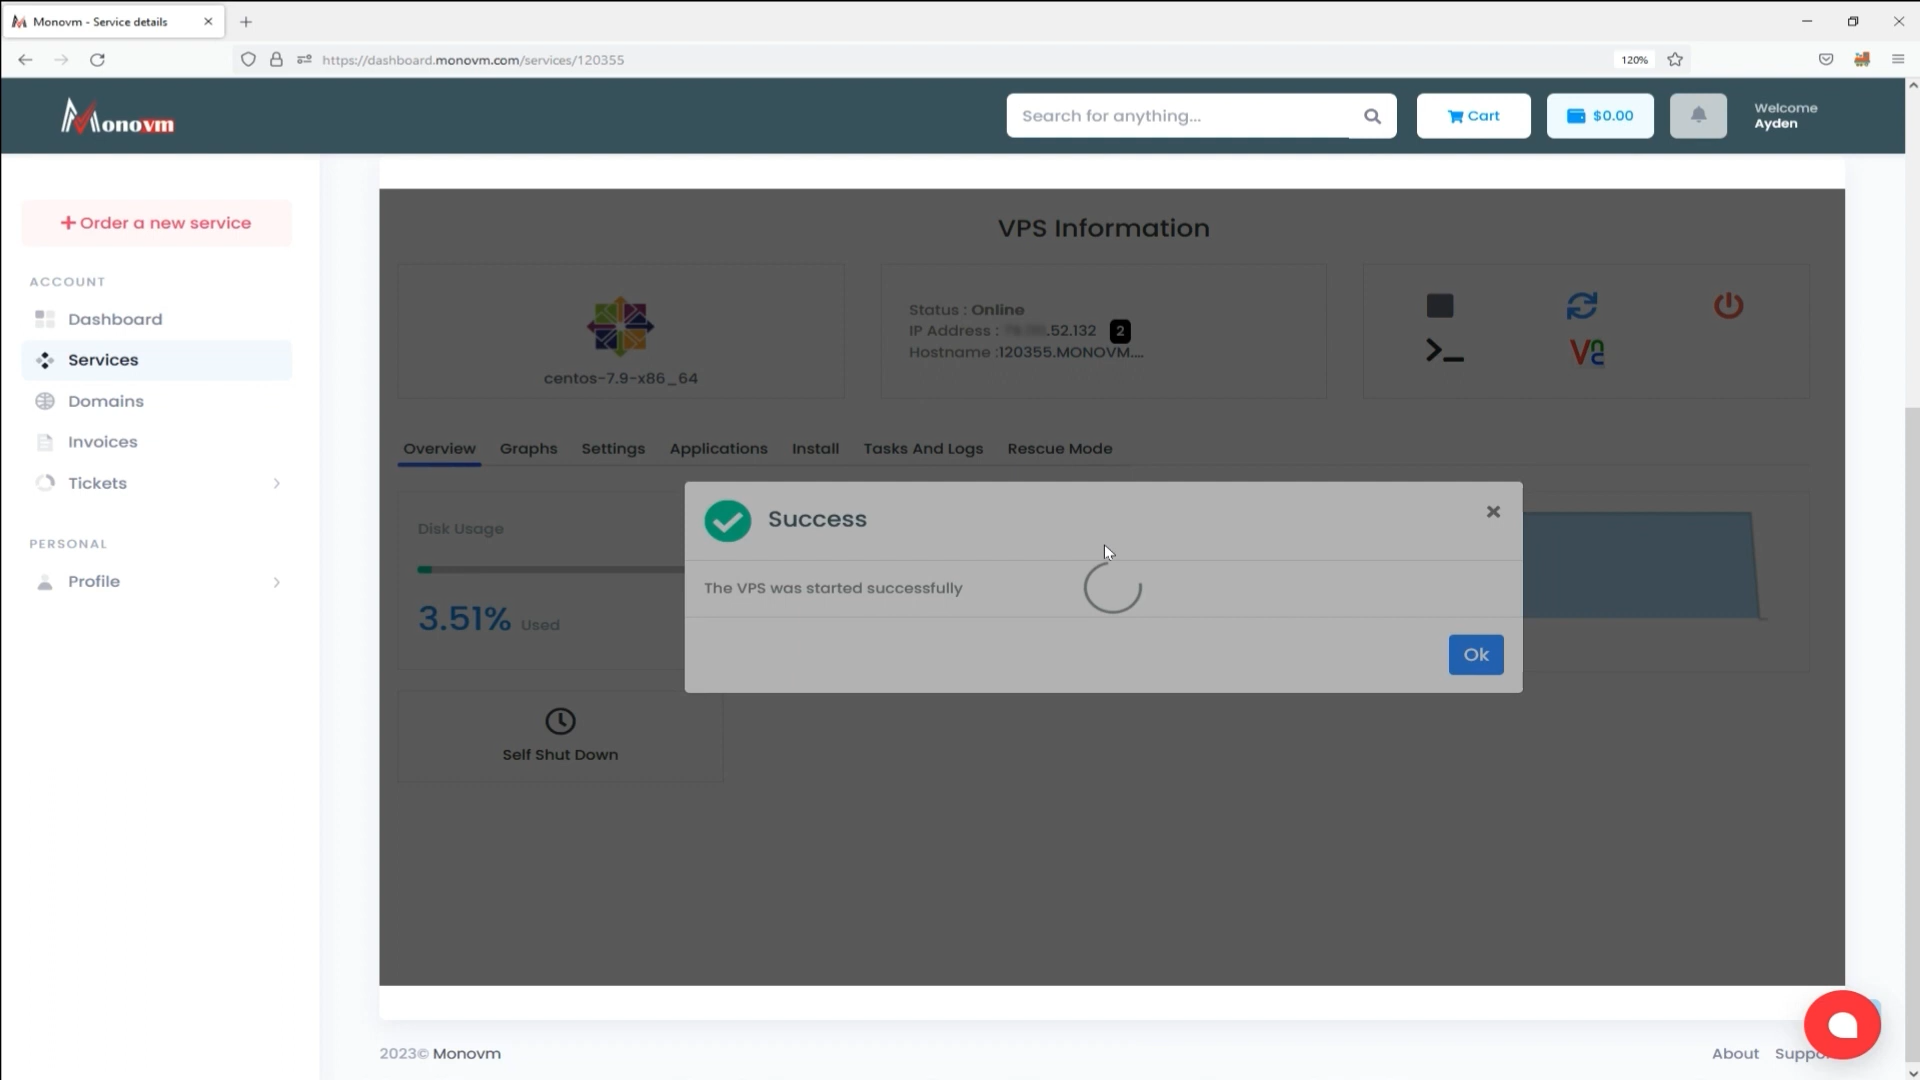 Monovm - Service details
https://dashboard.monovm.com/services/120355
120%
Monovm
Search for anything...
Cart
$0.00
Welcome
Ayden
+ Order a new service
ACCOUNT
Dashboard
Services
Domains
Invoices
Tickets
PERSONAL
Profile
VPS Information
centos-7.9-x86_64
Status : Online
IP Address : .52.132 2
Hostname :120355.MONOVM....
VNC
Overview Graphs Settings Applications Install Tasks And Logs Rescue Mode
Disk Usage
3.51% Used
Success
The VPS was started successfully
Ok
Self Shut Down
2023© Monovm
About